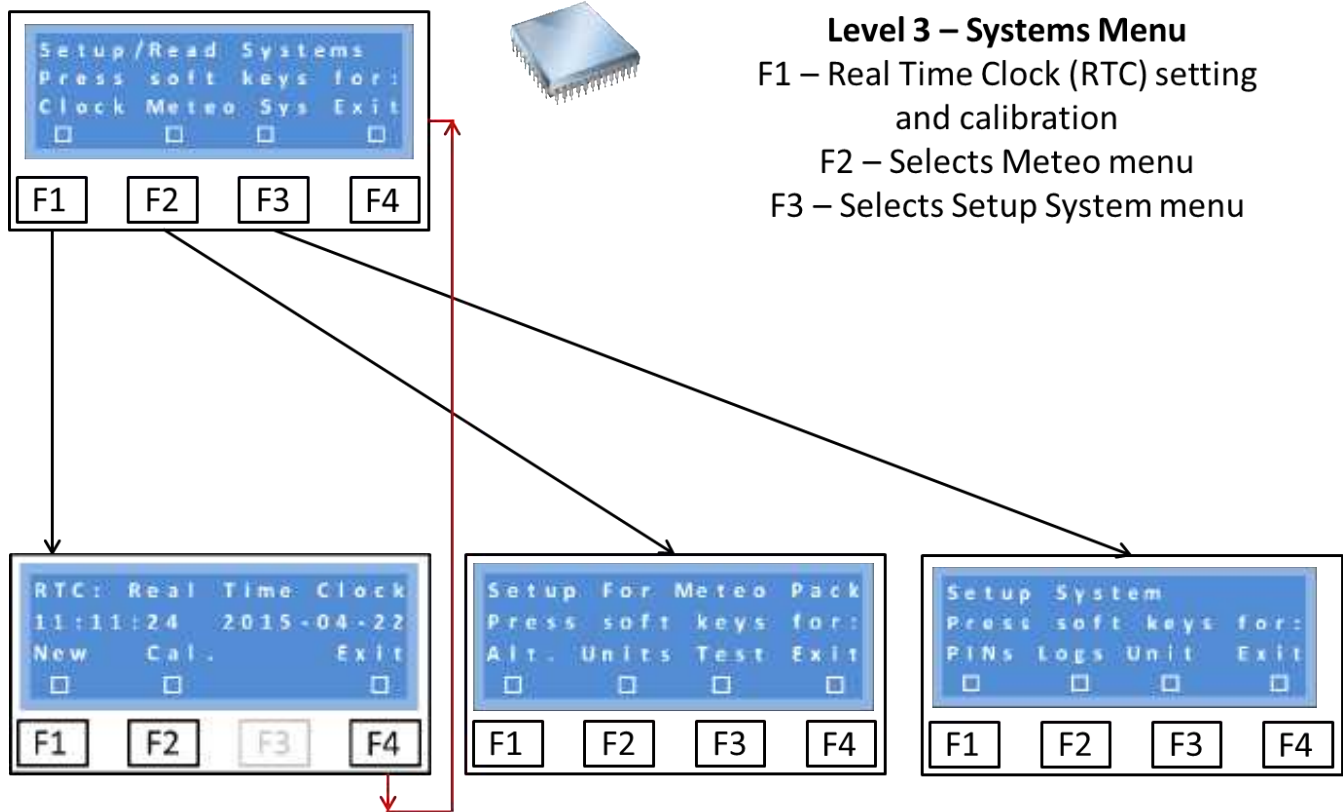 Setup/Read Systems
Press soft keys for:
Clock Meteo Sys Exit
F1 F2 F3 F4
Level 3 – Systems Menu
F1 – Real Time Clock (RTC) setting
and calibration
F2 – Selects Meteo menu
F3 – Selects Setup System menu
RTC: Real Time Clock
11:11:24 2015-04-22
New Cal. Exit
F1 F2 F3 F4
Setup For Meteo Pack
Press soft keys for:
Alt. Units Test Exit
F1 F2 F3 F4
Setup System
Press soft keys for:
PINs Logs Unit Exit
F1 F2 F3 F4